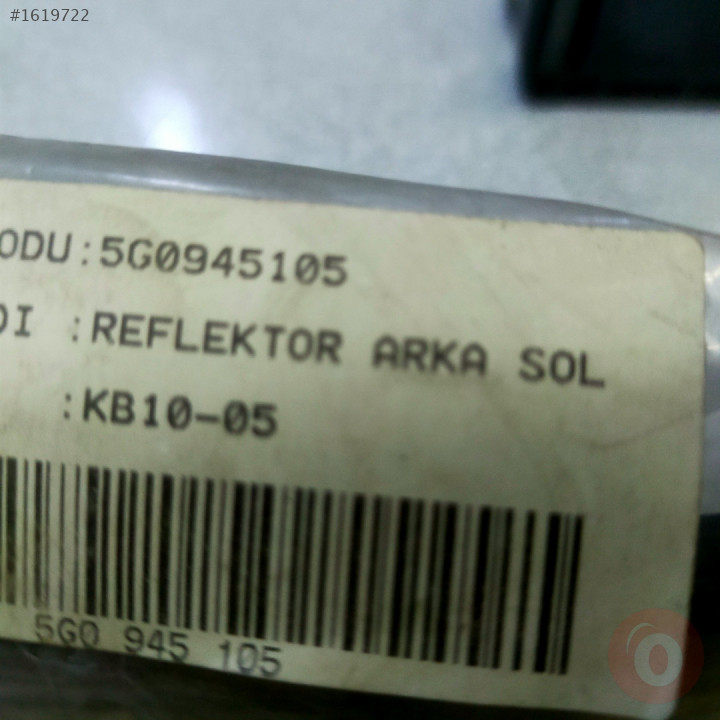 #1619722
ODU:5G0945105
DI :REFLEKTOR ARKA SOL
:KB10-05
5G0 945 105
O